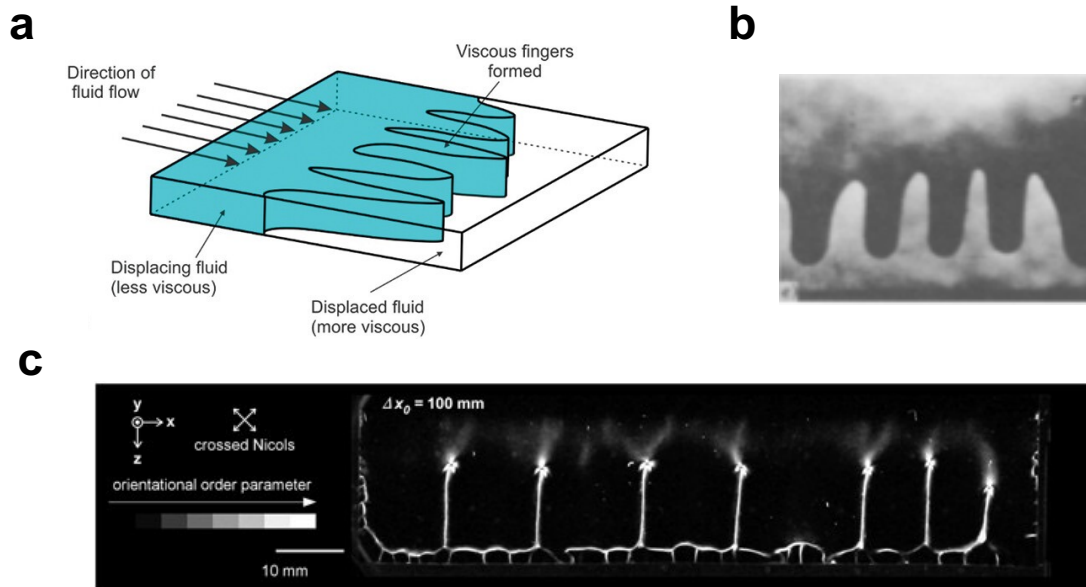 a
Direction of
fluid flow
Viscous fingers
formed
Displacing fluid
(less viscous)
Displaced fluid
(more viscous)
b
c
y
x
z
crossed Nicols
orientational order parameter
10 mm
Δx₀ = 100 mm